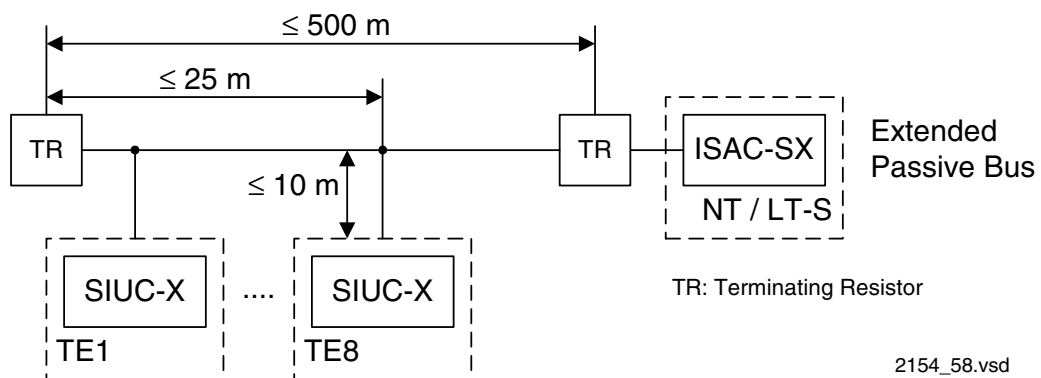 ≤ 500 m
≤ 25 m
TR
TR
ISAC-SX
Extended
Passive Bus
≤ 10 m
NT / LT-S
SIUC-X
....
SIUC-X
TR: Terminating Resistor
TE1
TE8
2154_58.vsd